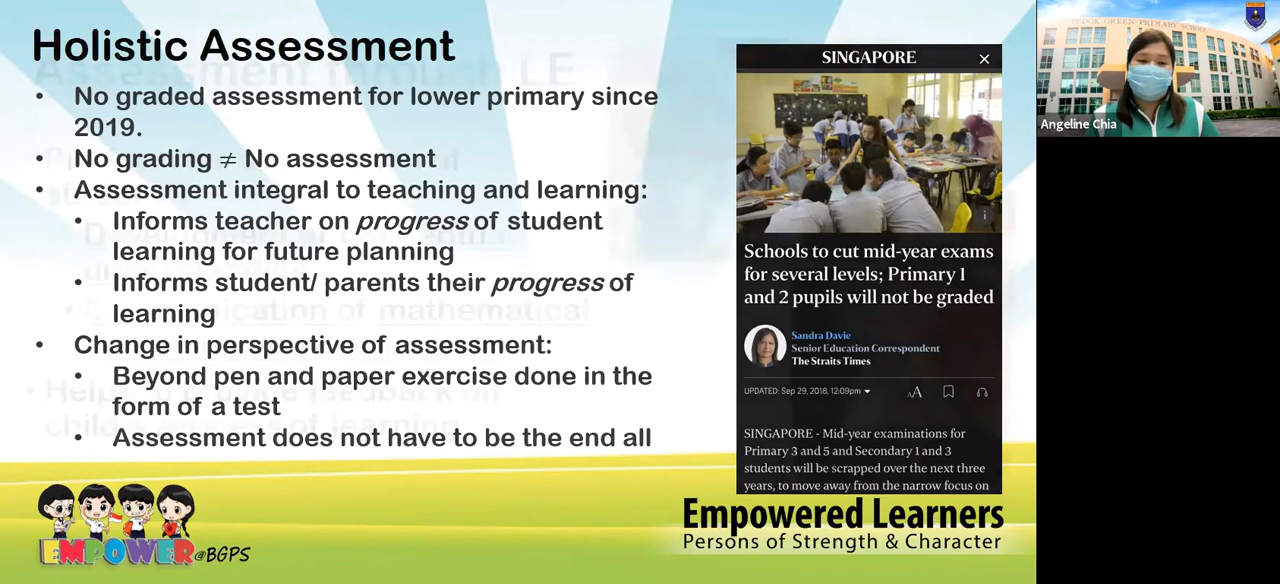 Holistic Assessment
• No graded assessment for lower primary since
2019.
• No grading ≠ No assessment
• Assessment integral to teaching and learning:
• Informs teacher on progress of student
learning for future planning
• Informs student/ parents their progress of
learning
• Change in perspective of assessment:
• Beyond pen and paper exercise done in the
form of a test
• Assessment does not have to be the end all
EMPOWER@BGPS
SINGAPORE ×
i
Schools to cut mid-year exams
for several levels; Primary 1
and 2 pupils will not be graded
Sandra Davie
Senior Education Correspondent
The Straits Times
UPDATED: Sep 29, 2018, 12:09pm
AA
SINGAPORE - Mid-year examinations for
Primary 3 and 5 and Secondary 1 and 3
students will be scrapped over the next three
years, to move away from the narrow focus on
Empowered Learners
Persons of Strength & Character
BEDOK GREEN PRIMARY SCHOOL
Angeline Chia